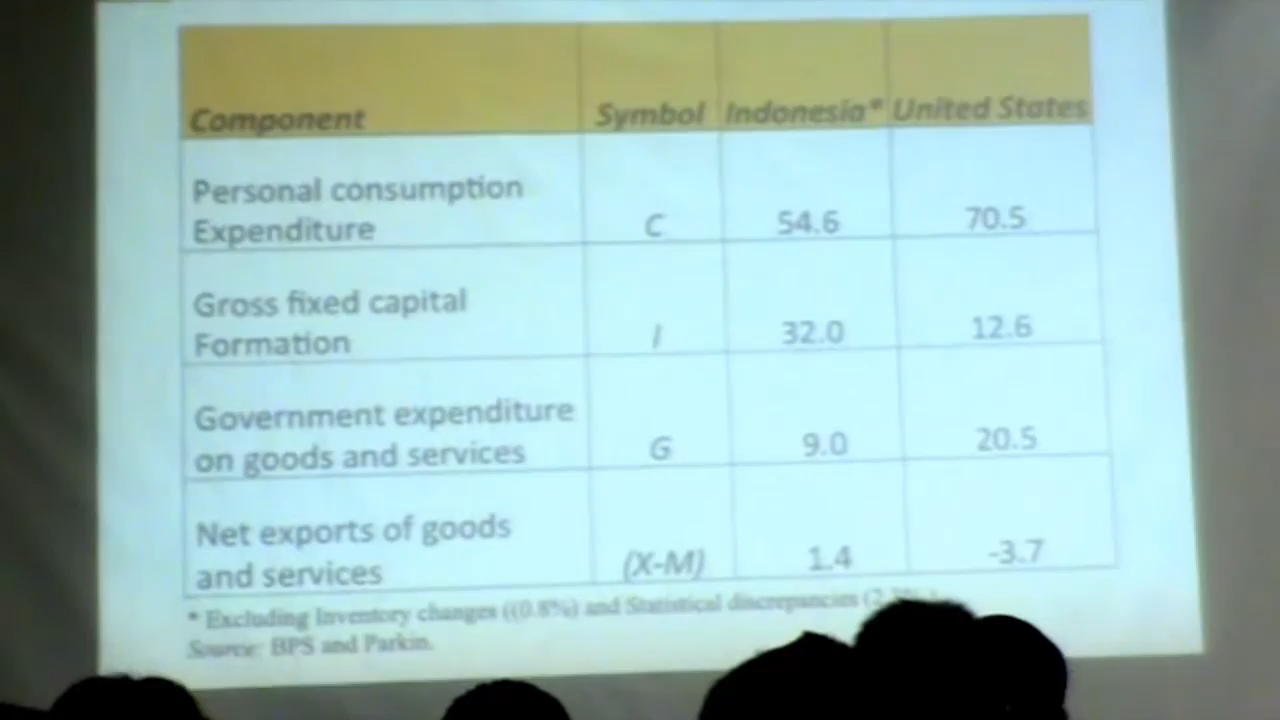 Component Symbol Indonesia* United States
Personal consumption
Expenditure C 54.6 70.5
Gross fixed capital
Formation I 32.0 12.6
Government expenditure
on goods and services G 9.0 20.5
Net exports of goods
and services (X-M) 1.4 -3.7
* Excluding Inventory changes ((0.8%) and Statistical discrepancies
Source: BPS and Parkin.